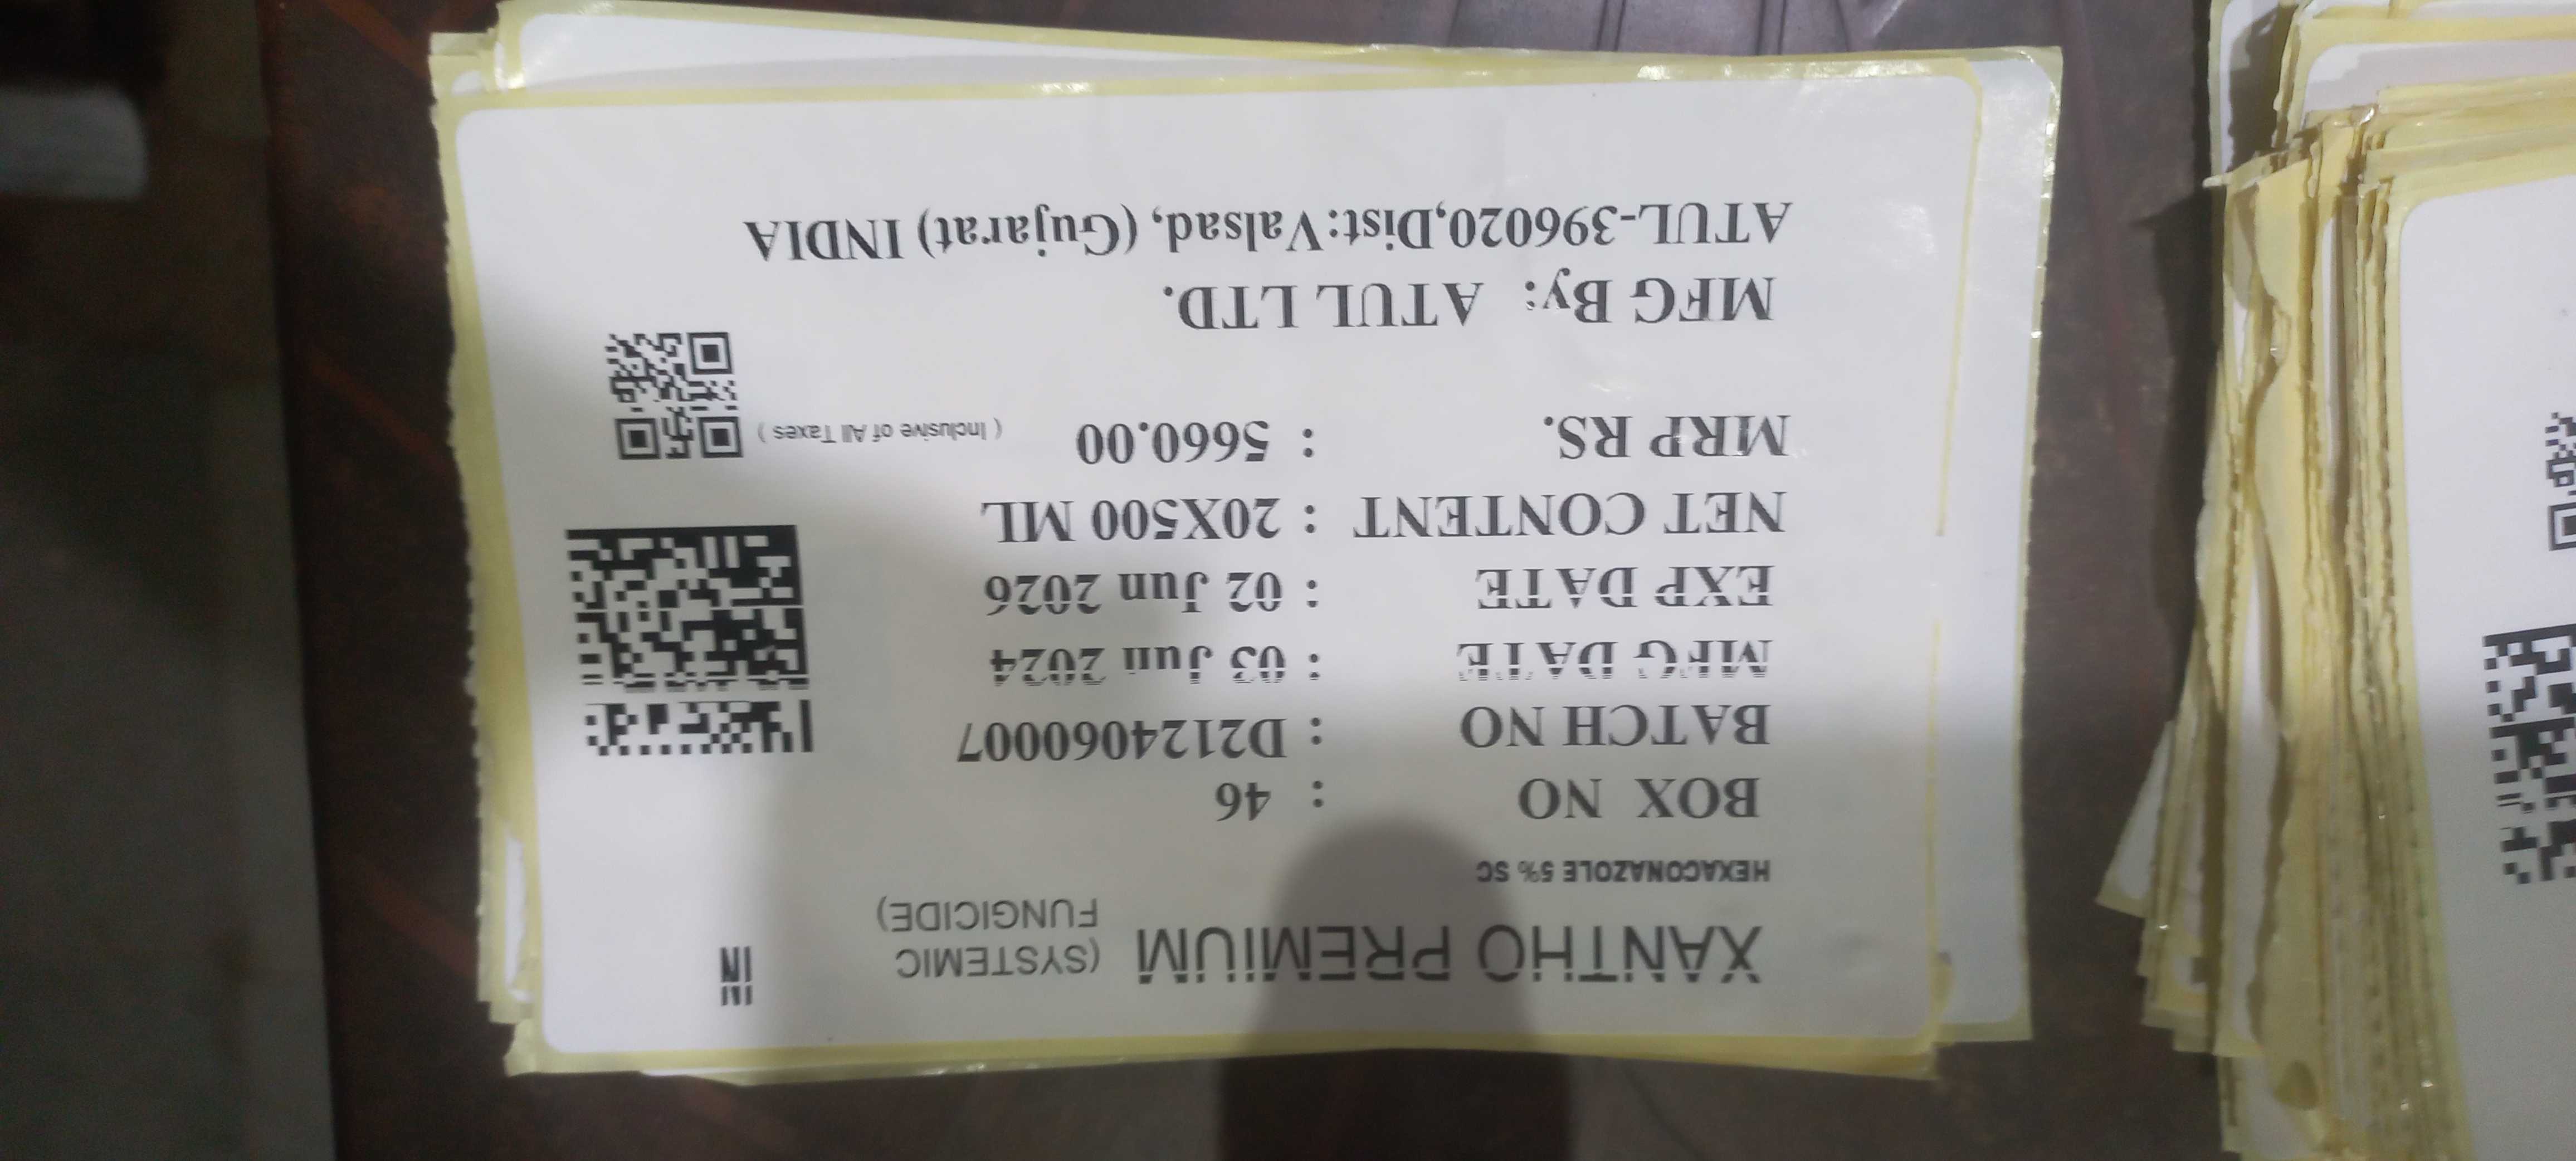 XANTHO PREMIUM (SYSTEMIC FUNGICIDE)
IN
HEXACONAZOLE 5% SC
BOX NO : 46
BATCH NO : D2124060007
MFG DATE : 03 Jun 2024
EXP DATE : 02 Jun 2026
NET CONTENT : 20X500 ML
MRP RS. : 5660.00 ( Inclusive of All Taxes )
MFG By: ATUL LTD.
ATUL-396020,Dist:Valsad, (Gujarat) INDIA